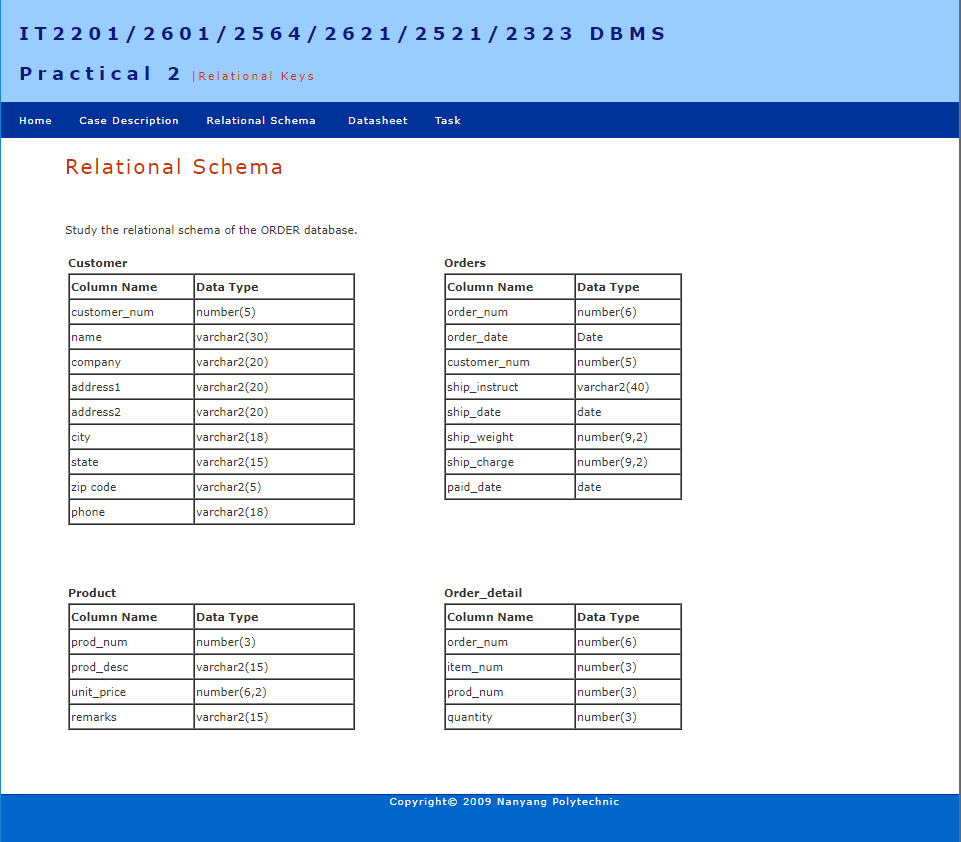 IT2201/2601/2564/2621/2521/2323 DBMS
Practical 2 |Relational Keys
Home Case Description Relational Schema Datasheet Task
Relational Schema
Study the relational schema of the ORDER database.
Customer
Column Name Data Type
customer_num number(5)
name varchar2(30)
company varchar2(20)
address1 varchar2(20)
address2 varchar2(20)
city varchar2(18)
state varchar2(15)
zip code varchar2(5)
phone varchar2(18)
Orders
Column Name Data Type
order_num number(6)
order_date Date
customer_num number(5)
ship_instruct varchar2(40)
ship_date date
ship_weight number(9,2)
ship_charge number(9,2)
paid_date date
Product
Column Name Data Type
prod_num number(3)
prod_desc varchar2(15)
unit_price number(6,2)
remarks varchar2(15)
Order_detail
Column Name Data Type
order_num number(6)
item_num number(3)
prod_num number(3)
quantity number(3)
Copyright© 2009 Nanyang Polytechnic